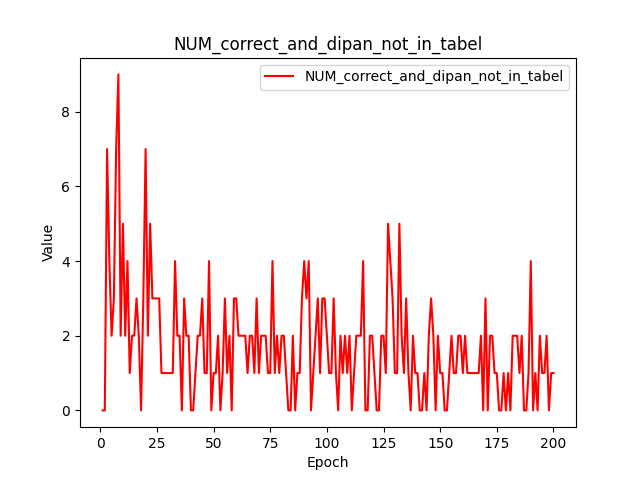 NUM_correct_and_dipan_not_in_tabel
NUM_correct_and_dipan_not_in_tabel
8
6
4
2
0
Value
0 25 50 75 100 125 150 175 200
Epoch